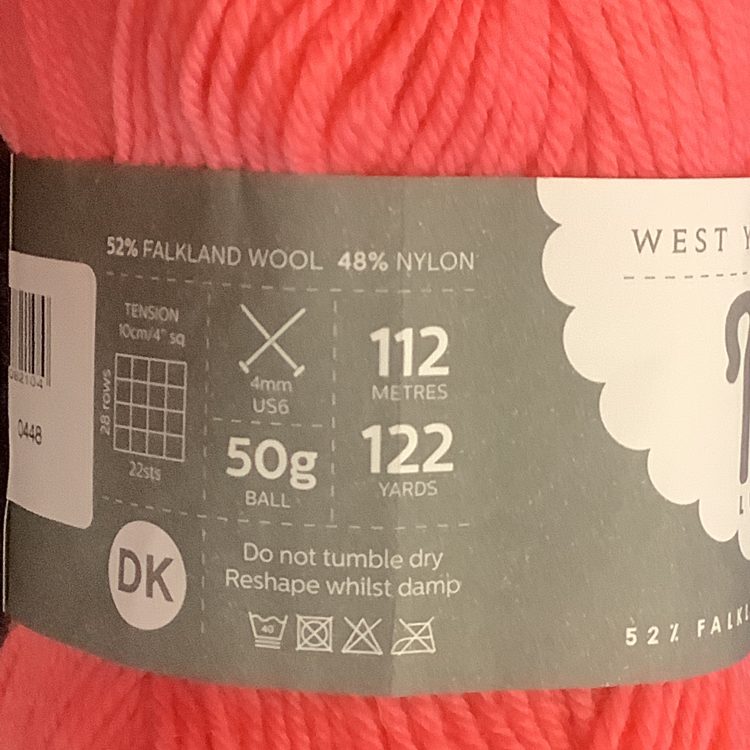 52% FALKLAND WOOL 48% NYLON
WEST
TENSION
10cm/4" sq
28 rows
22sts
4mm
US6
112
METRES
50g
BALL
122
YARDS
0448
DK
Do not tumble dry
Reshape whilst damp
40
52% FALKL